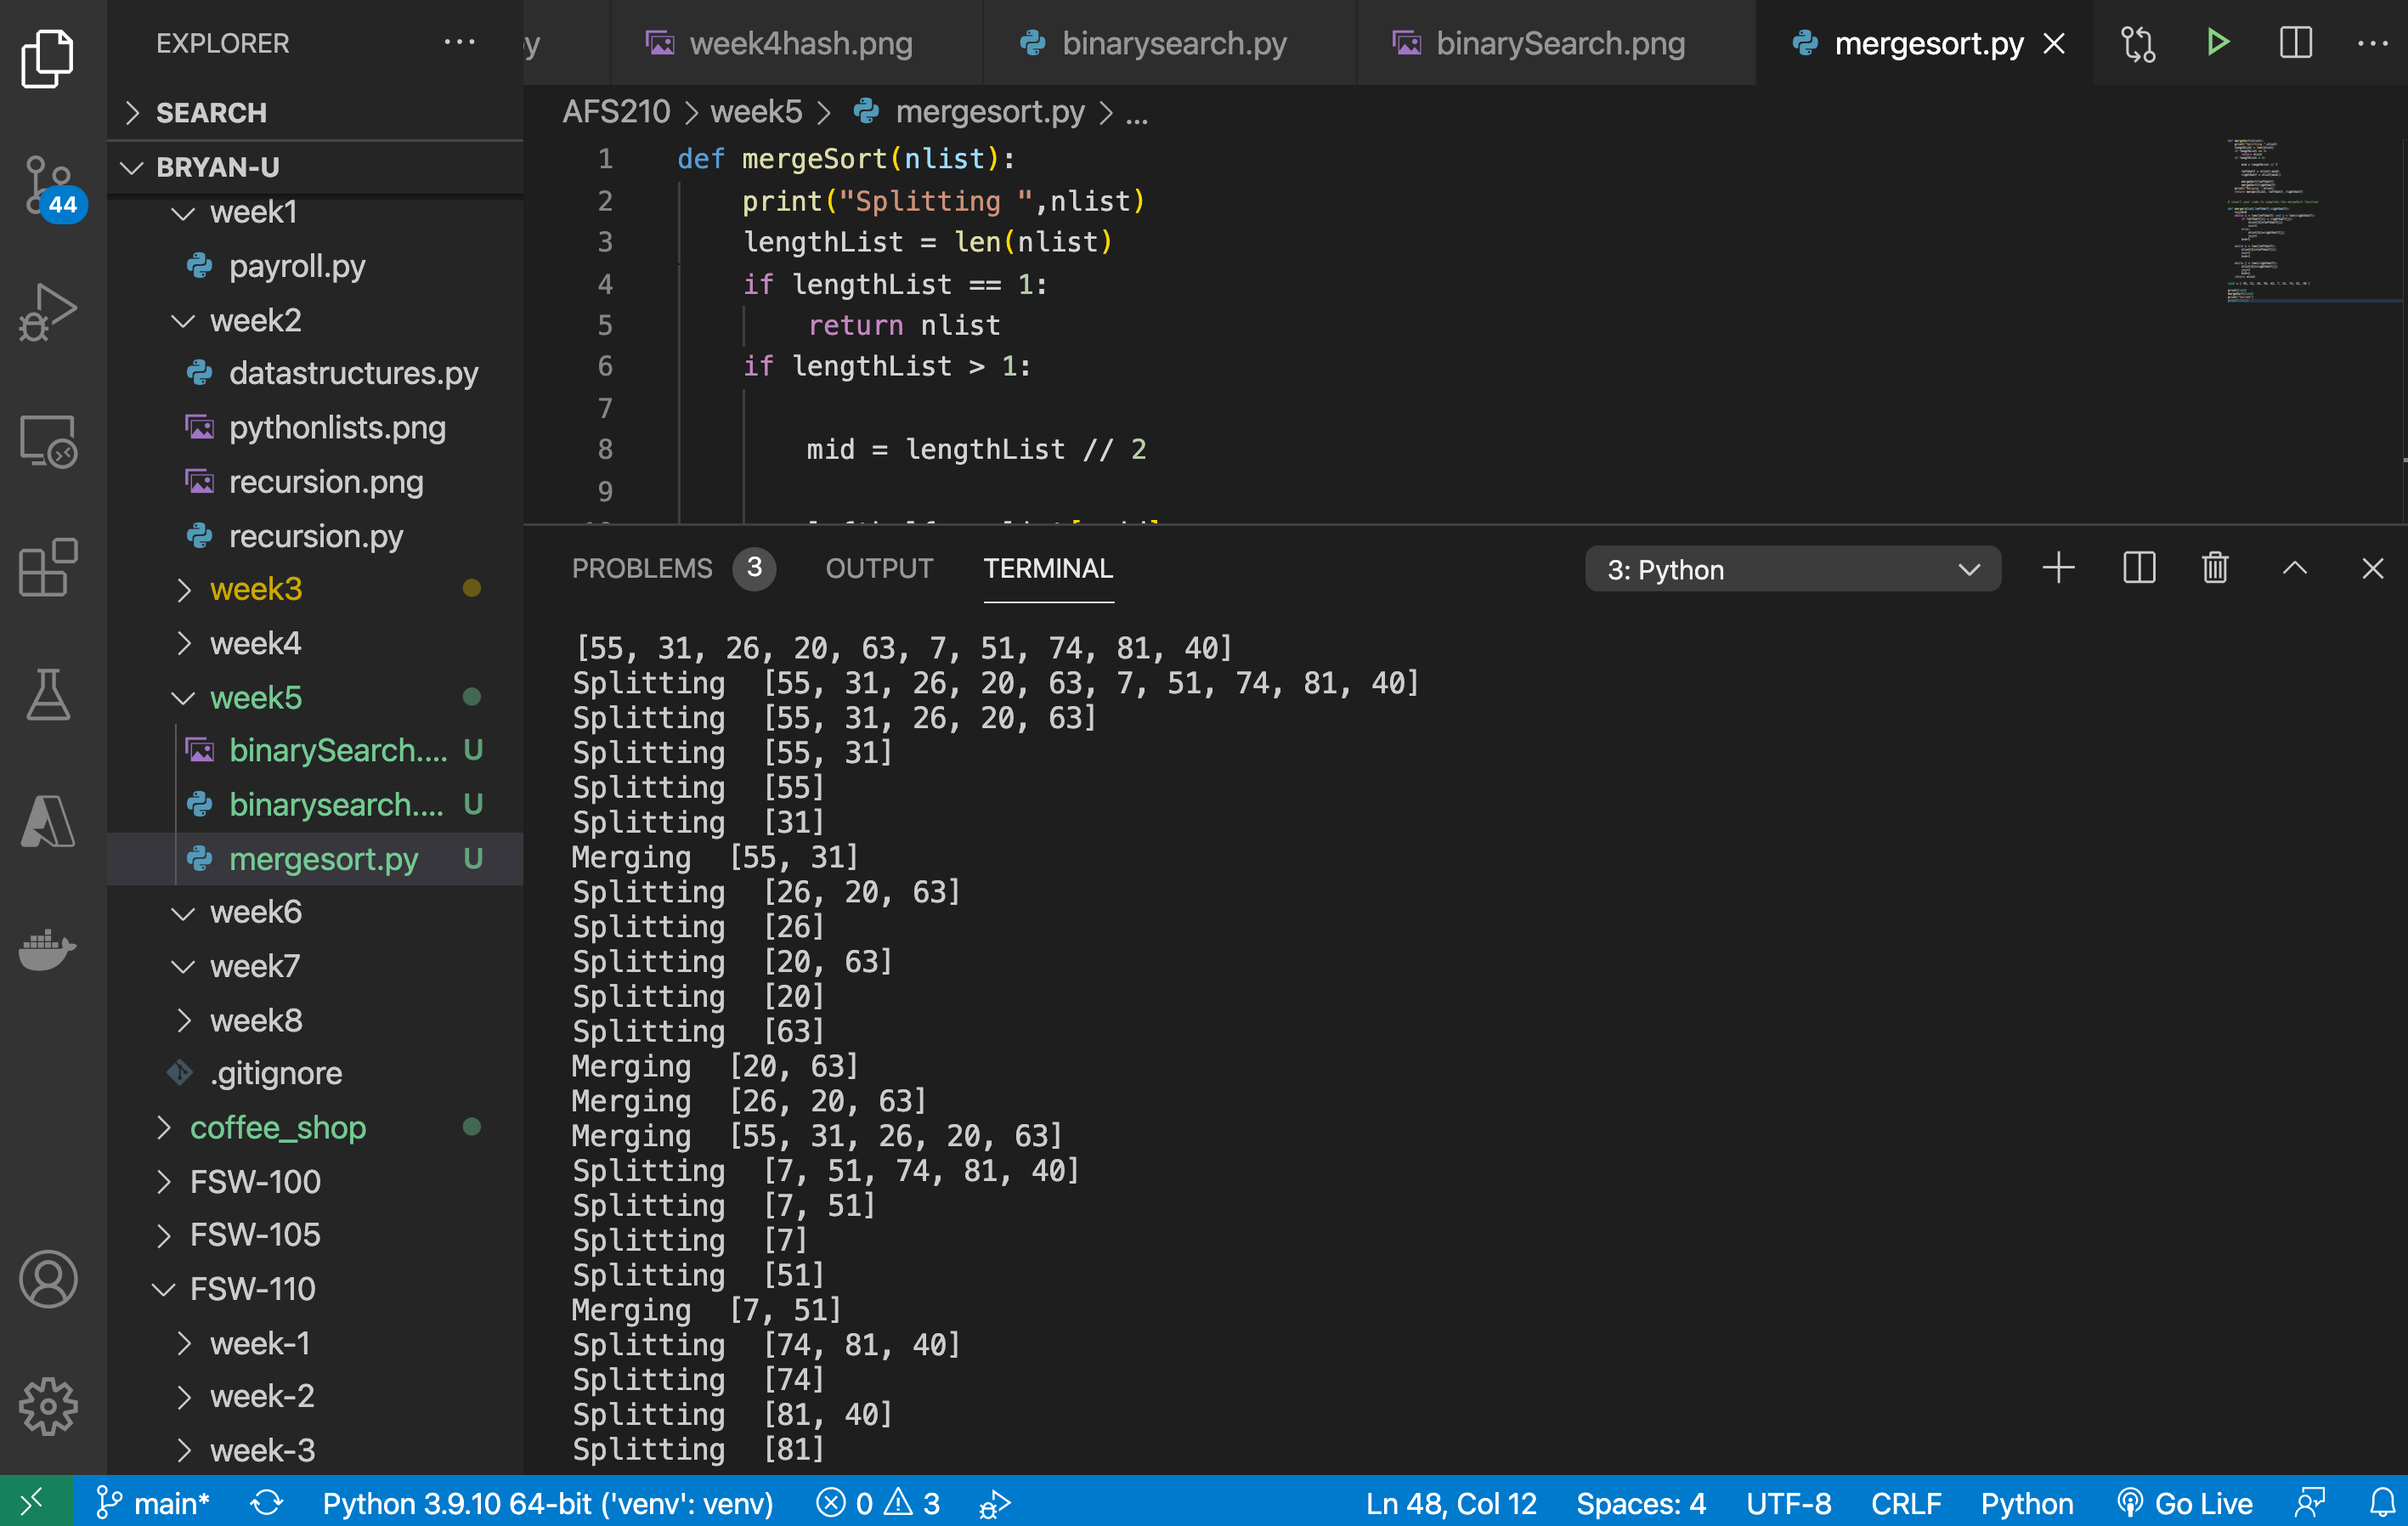 EXPLORER
SEARCH
BRYAN-U
week1
payroll.py
week2
datastructures.py
pythonlists.png
recursion.png
recursion.py
week3
week4
week5
binarySearch.... U
binarysearch.... U
mergesort.py U
week6
week7
week8
.gitignore
coffee_shop
FSW-100
FSW-105
FSW-110
week-1
week-2
week-3
44
y week4hash.png binarysearch.py binarySearch.png mergesort.py
AFS210 > week5 > mergesort.py > ...
1 def mergeSort(nlist):
2 print("Splitting ",nlist)
3 lengthList = len(nlist)
4 if lengthList == 1:
5 return nlist
6 if lengthList > 1:
7
8 mid = lengthList // 2
9
PROBLEMS 3 OUTPUT TERMINAL 3: Python
[55, 31, 26, 20, 63, 7, 51, 74, 81, 40]
Splitting  [55, 31, 26, 20, 63, 7, 51, 74, 81, 40]
Splitting  [55, 31, 26, 20, 63]
Splitting  [55, 31]
Splitting  [55]
Splitting  [31]
Merging  [55, 31]
Splitting  [26, 20, 63]
Splitting  [26]
Splitting  [20, 63]
Splitting  [20]
Splitting  [63]
Merging  [20, 63]
Merging  [26, 20, 63]
Merging  [55, 31, 26, 20, 63]
Splitting  [7, 51, 74, 81, 40]
Splitting  [7, 51]
Splitting  [7]
Splitting  [51]
Merging  [7, 51]
Splitting  [74, 81, 40]
Splitting  [74]
Splitting  [81, 40]
Splitting  [81]
main* Python 3.9.10 64-bit ('venv': venv) 0 3 Ln 48, Col 12 Spaces: 4 UTF-8 CRLF Python Go Live